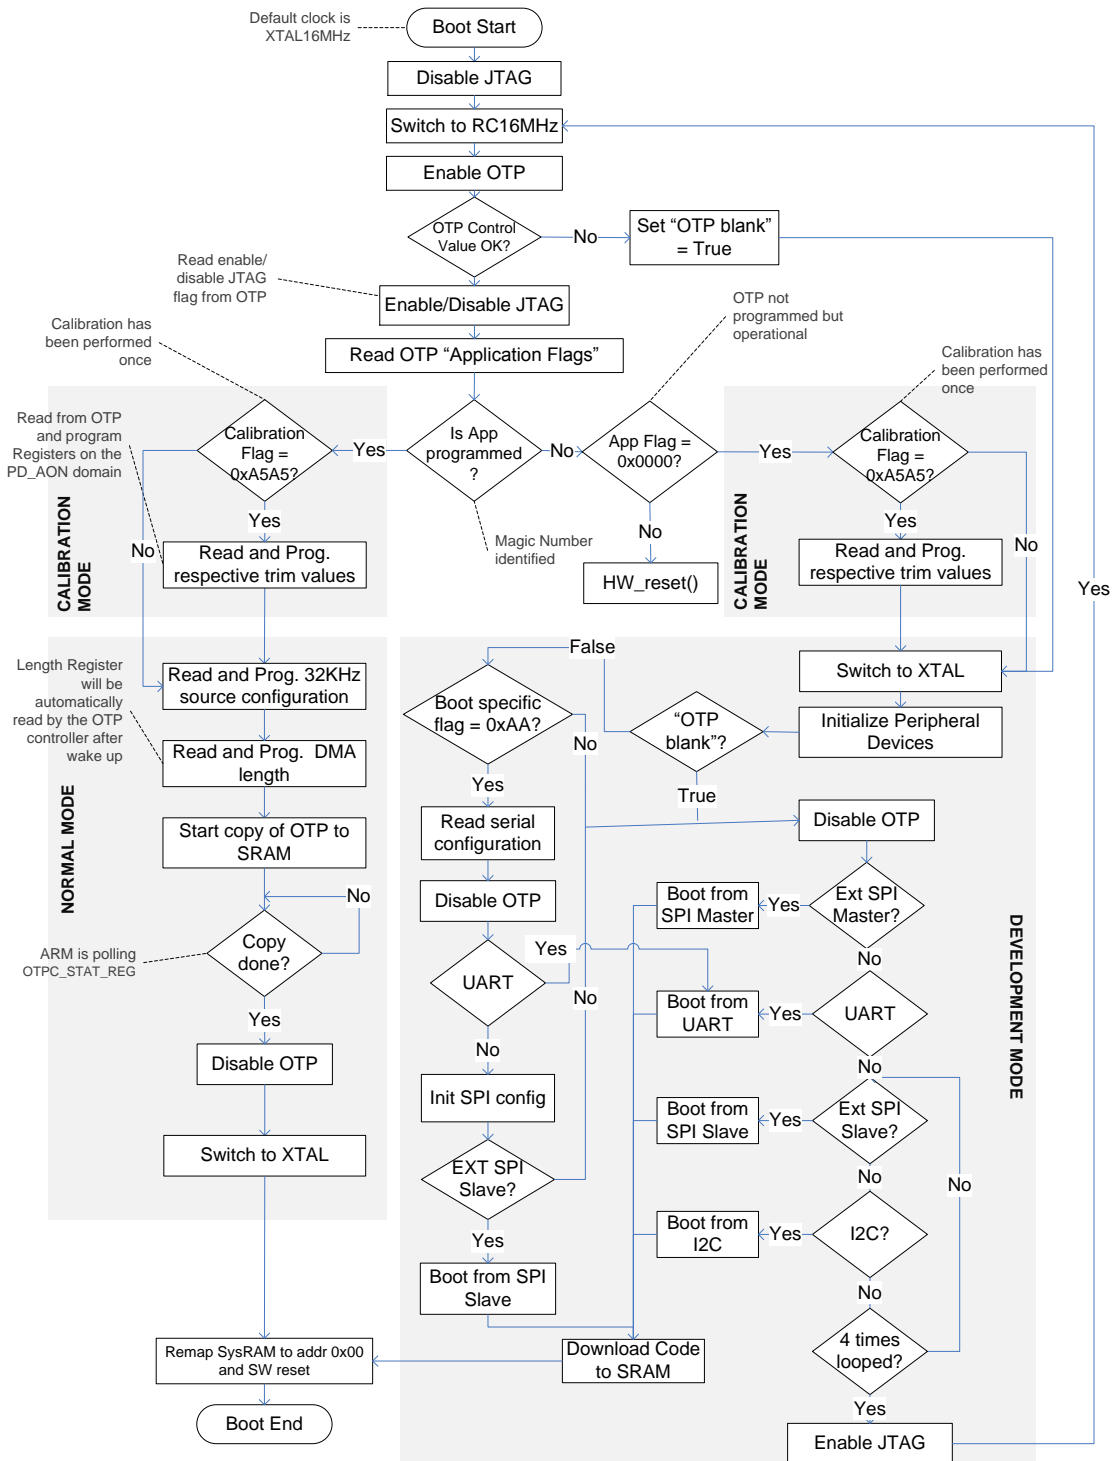 Default clock is
XTAL16MHz
Boot Start
Disable JTAG
Switch to RC16MHz
Enable OTP
OTP Control
Value OK?
No
Set “OTP blank”
= True
Read enable/
disable JTAG
flag from OTP
Enable/Disable JTAG
Read OTP “Application Flags”
OTP not
programmed but
operational
Calibration has
been performed
once
Calibration has
been performed
once
Read from OTP
and program
Registers on the
PD_AON domain
Calibration
Flag =
0xA5A5?
Yes
Is App
programmed
?
No
App Flag =
0x0000?
Yes
Calibration
Flag =
0xA5A5?
Yes
No
Read and Prog.
respective trim values
CALIBRATION
MODE
Magic Number
identified
No
HW_reset()
Yes
No
Read and Prog.
respective trim values
CALIBRATION
MODE
Yes
Length Register
will be
automatically
read by the OTP
controller after
wake up
Read and Prog. 32KHz
source configuration
Read and Prog. DMA
length
Start copy of OTP to
SRAM
No
Copy
done?
ARM is polling
OTPC_STAT_REG
Yes
Disable OTP
Switch to XTAL
NORMAL MODE
False
Switch to XTAL
Initialize Peripheral
Devices
“OTP
blank”?
True
Boot specific
flag = 0xAA?
No
Yes
Read serial
configuration
Disable OTP
UART
Yes
No
No
Init SPI config
EXT SPI
Slave?
Yes
Boot from SPI
Slave
Disable OTP
Ext SPI
Master?
Yes
Boot from
SPI Master
No
UART
Yes
Boot from
UART
No
Ext SPI
Slave?
Yes
Boot from
SPI Slave
No
No
I2C?
Yes
Boot from
I2C
No
4 times
looped?
Yes
Enable JTAG
DEVELOPMENT MODE
Download Code
to SRAM
Remap SysRAM to addr 0x00
and SW reset
Boot End